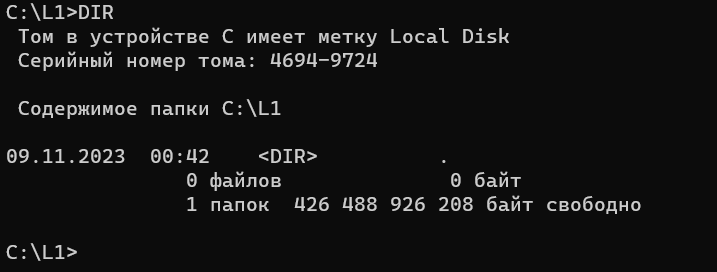 C:\L1>DIR
Том в устройстве C имеет метку Local Disk
Серийный номер тома: 4694-9724
Содержимое папки C:\L1
09.11.2023  00:42    <DIR>          .
0 файлов              0 байт
1 папок  426 488 926 208 байт свободно
C:\L1>